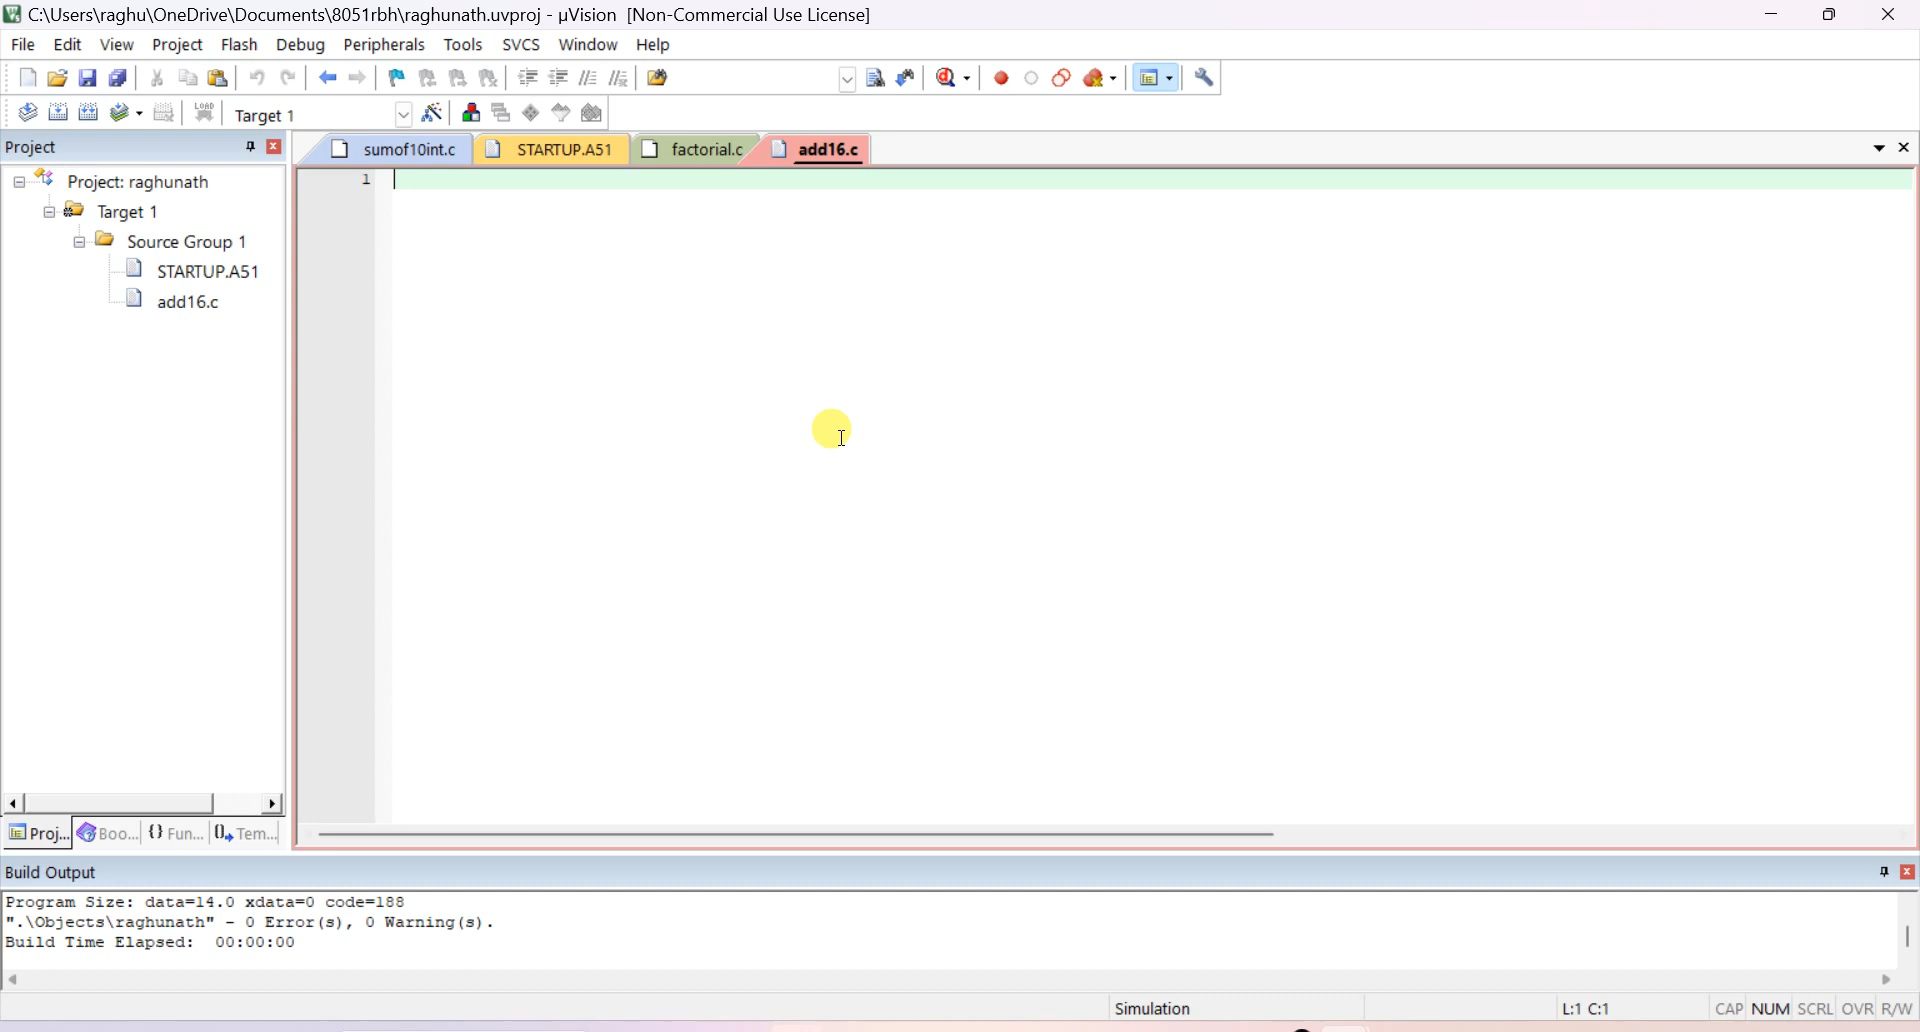 C:\Users\raghu\OneDrive\Documents\8051rbh\raghunath.uvproj - µVision [Non-Commercial Use License]
File Edit View Project Flash Debug Peripherals Tools SVCS Window Help
LOAD Target 1
Project
sumof10int.c STARTUP.A51 factorial.c add16.c
1
Project: raghunath
Target 1
Source Group 1
STARTUP.A51
add16.c
Proj... Boo... {} Fun... Tem...
Build Output
Program Size: data=14.0 xdata=0 code=188
".\Objects\raghunath" - 0 Error(s), 0 Warning(s).
Build Time Elapsed: 00:00:00
Simulation L:1 C:1 CAP NUM SCRL OVR R/W